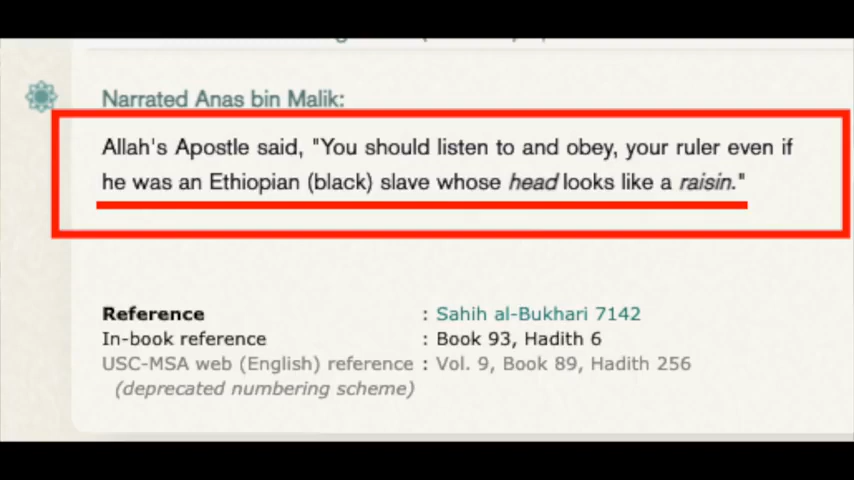 Narrated Anas bin Malik:
Allah's Apostle said, "You should listen to and obey, your ruler even if
he was an Ethiopian (black) slave whose head looks like a raisin."
Reference : Sahih al-Bukhari 7142
In-book reference : Book 93, Hadith 6
USC-MSA web (English) reference : Vol. 9, Book 89, Hadith 256
(deprecated numbering scheme)